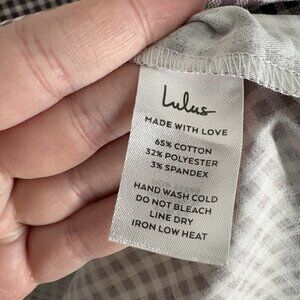 Lulus
MADE WITH LOVE
65% COTTON
32% POLYESTER
3% SPANDEX
HAND WASH COLD
DO NOT BLEACH
LINE DRY
IRON LOW HEAT